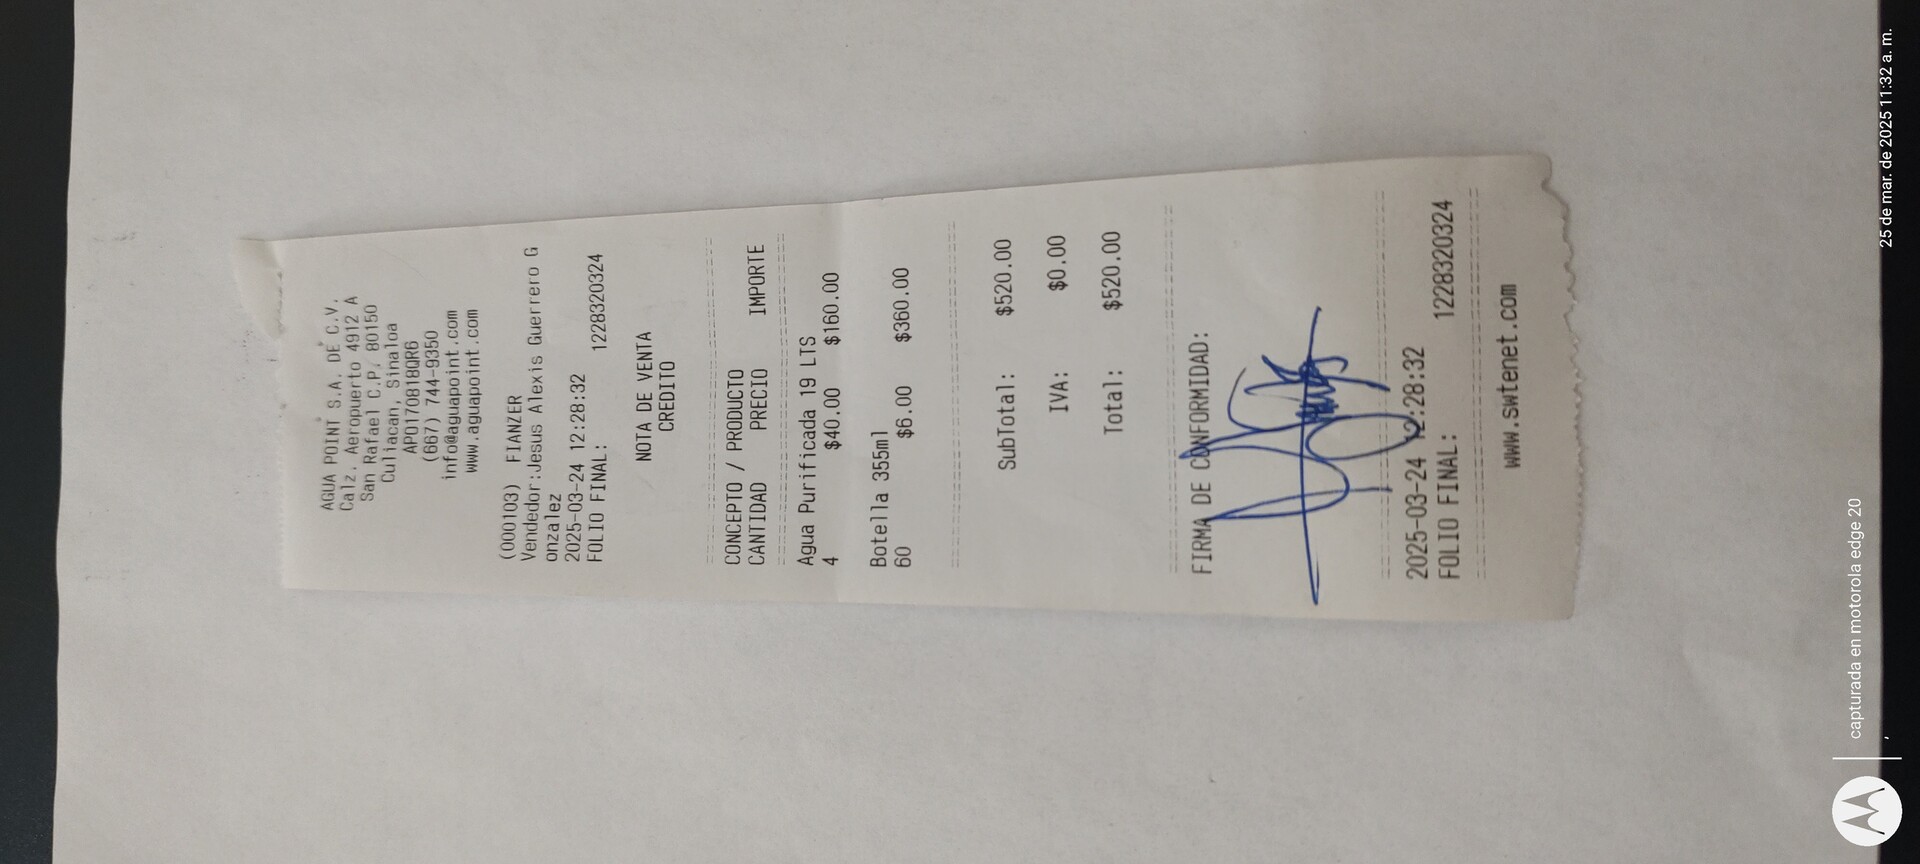 AGUA POINT S.A. DE C.V.
Calz. Aeropuerto 4912 A
San Rafael C.P. 80150
Culiacan, Sinaloa
APO170818QR6
(667) 744-9350
info@aguapoint.com
www.aguapoint.com
(000103) FIANZER
Vendedor:Jesus Alexis Guerrero G
onzalez
2025-03-24 12:28:32
FOLIO FINAL: 1228320324
NOTA DE VENTA
CREDITO
CONCEPTO / PRODUCTO
CANTIDAD PRECIO IMPORTE
Agua Purificada 19 LTS
4 $40.00 $160.00
Botella 355ml
60 $6.00 $360.00
SubTotal: $520.00
IVA: $0.00
Total: $520.00
FIRMA DE CONFORMIDAD:
2025-03-24 12:28:32
FOLIO FINAL: 1228320324
www.swtenet.com
capturada en motorola edge 20
25 de mar. de 2025 11:32 a. m.